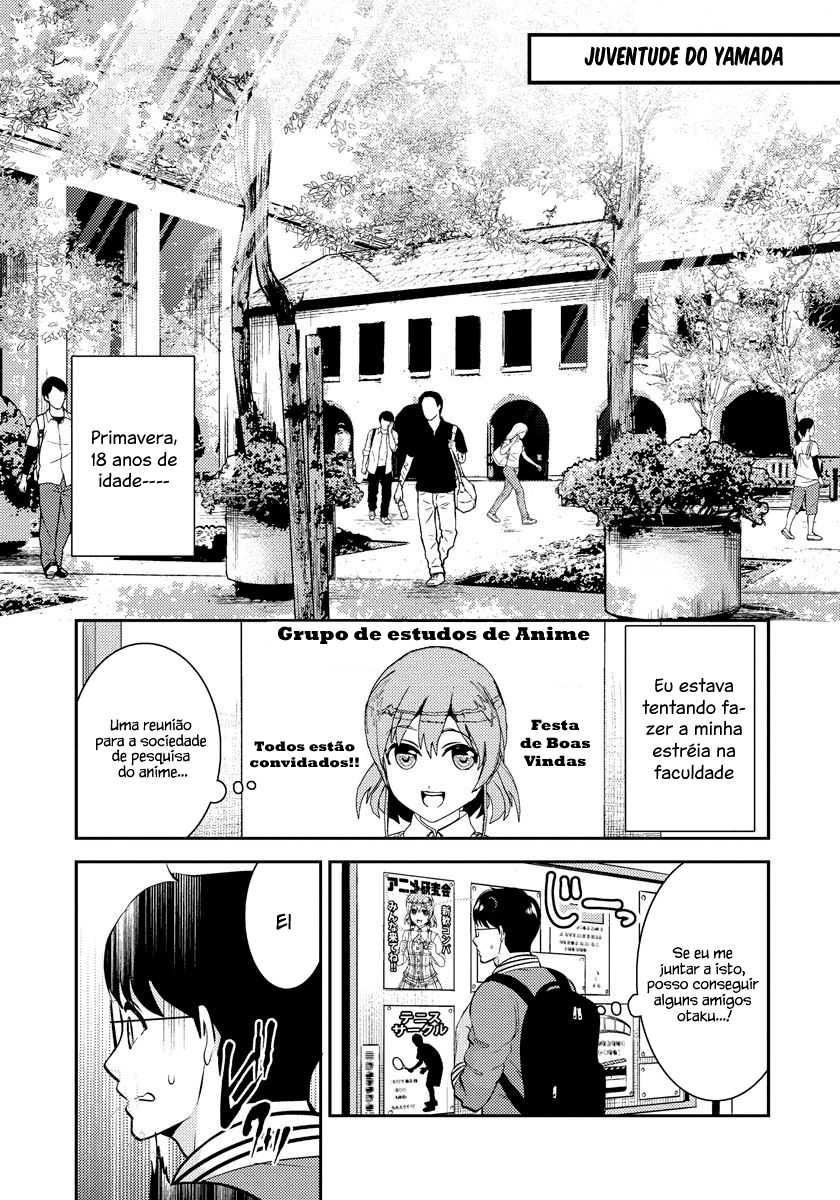 JUVENTUDE DO YAMADA
Primavera,
18 anos de
idade----
Eu estava
tentando fa-
zer a minha
estréia na
faculdade
Grupo de estudos de Anime
Festa
de Boas
Vindas
Todos estão
convidados!!
Uma reunião
para a sociedade
de pesquisa
do anime...
Se eu me
juntar a isto,
posso conseguir
alguns amigos
otaku...!
じーっ
アニメ研究会
新歓コンパ
みんな来てね!!
テニス
サークル
EI